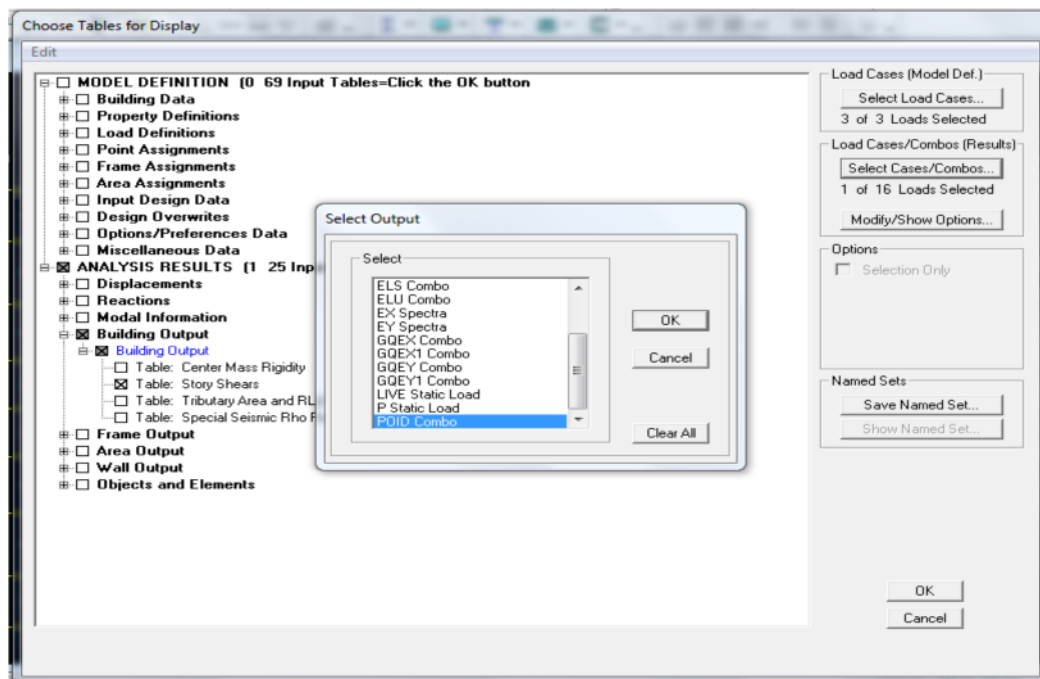 Choose Tables for Display
Edit
MODEL DEFINITION (0 69 Input Tables=Click the OK button
Building Data
Property Definitions
Load Definitions
Point Assignments
Frame Assignments
Area Assignments
Input Design Data
Design Overwrites
Options/Preferences Data
Miscellaneous Data
ANALYSIS RESULTS (1 25 Inp
Displacements
Reactions
Modal Information
Building Output
Building Output
Table: Center Mass Rigidity
Table: Story Shears
Table: Tributary Area and RL
Table: Special Seismic Rho F
Frame Output
Area Output
Wall Output
Objects and Elements
Select Output
Select
ELS Combo
ELU Combo
EX Spectra
EY Spectra
GQEX Combo
GQEX1 Combo
GQEY Combo
GQEY1 Combo
LIVE Static Load
P Static Load
POID Combo
OK
Cancel
Clear All
Load Cases (Model Def.)
Select Load Cases...
3 of 3 Loads Selected
Load Cases/Combos (Results)
Select Cases/Combos...
1 of 16 Loads Selected
Modify/Show Options...
Options
Selection Only
Named Sets
Save Named Set...
Show Named Set...
OK
Cancel